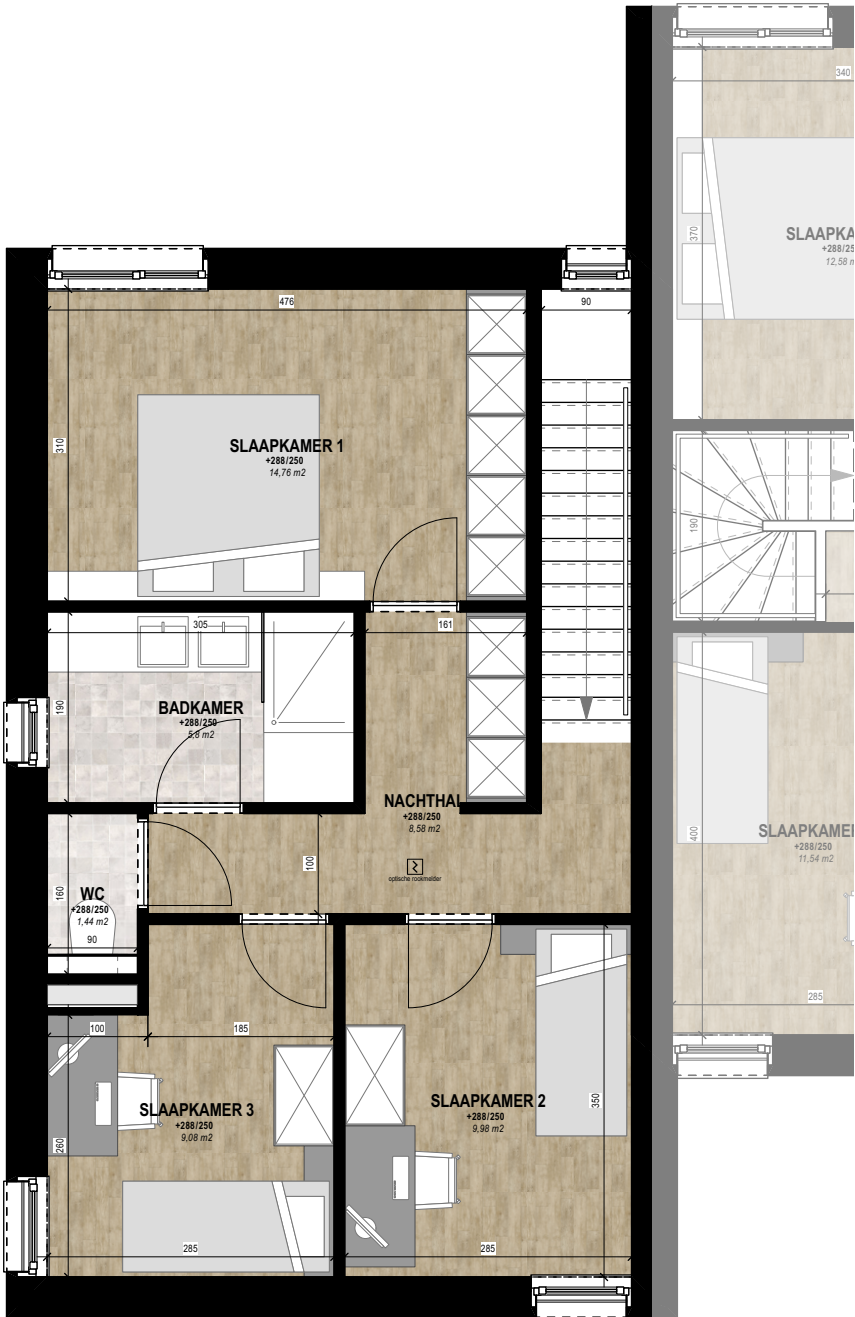 340
370
SLAAPKA
+288/25
12,58 m
476
90
310
SLAAPKAMER 1
+288/250
14,76 m2
190
305
161
190
BADKAMER
+288/250
5,8 m2
NACHTHAL
+288/250
8,58 m2
optische rookmelder
100
400
SLAAPKAMER
+288/250
11,54 m2
160
WC
+288/250
1,44 m2
90
285
100
185
260
SLAAPKAMER 3
+288/250
9,08 m2
SLAAPKAMER 2
+288/250
9,98 m2
350
285
285